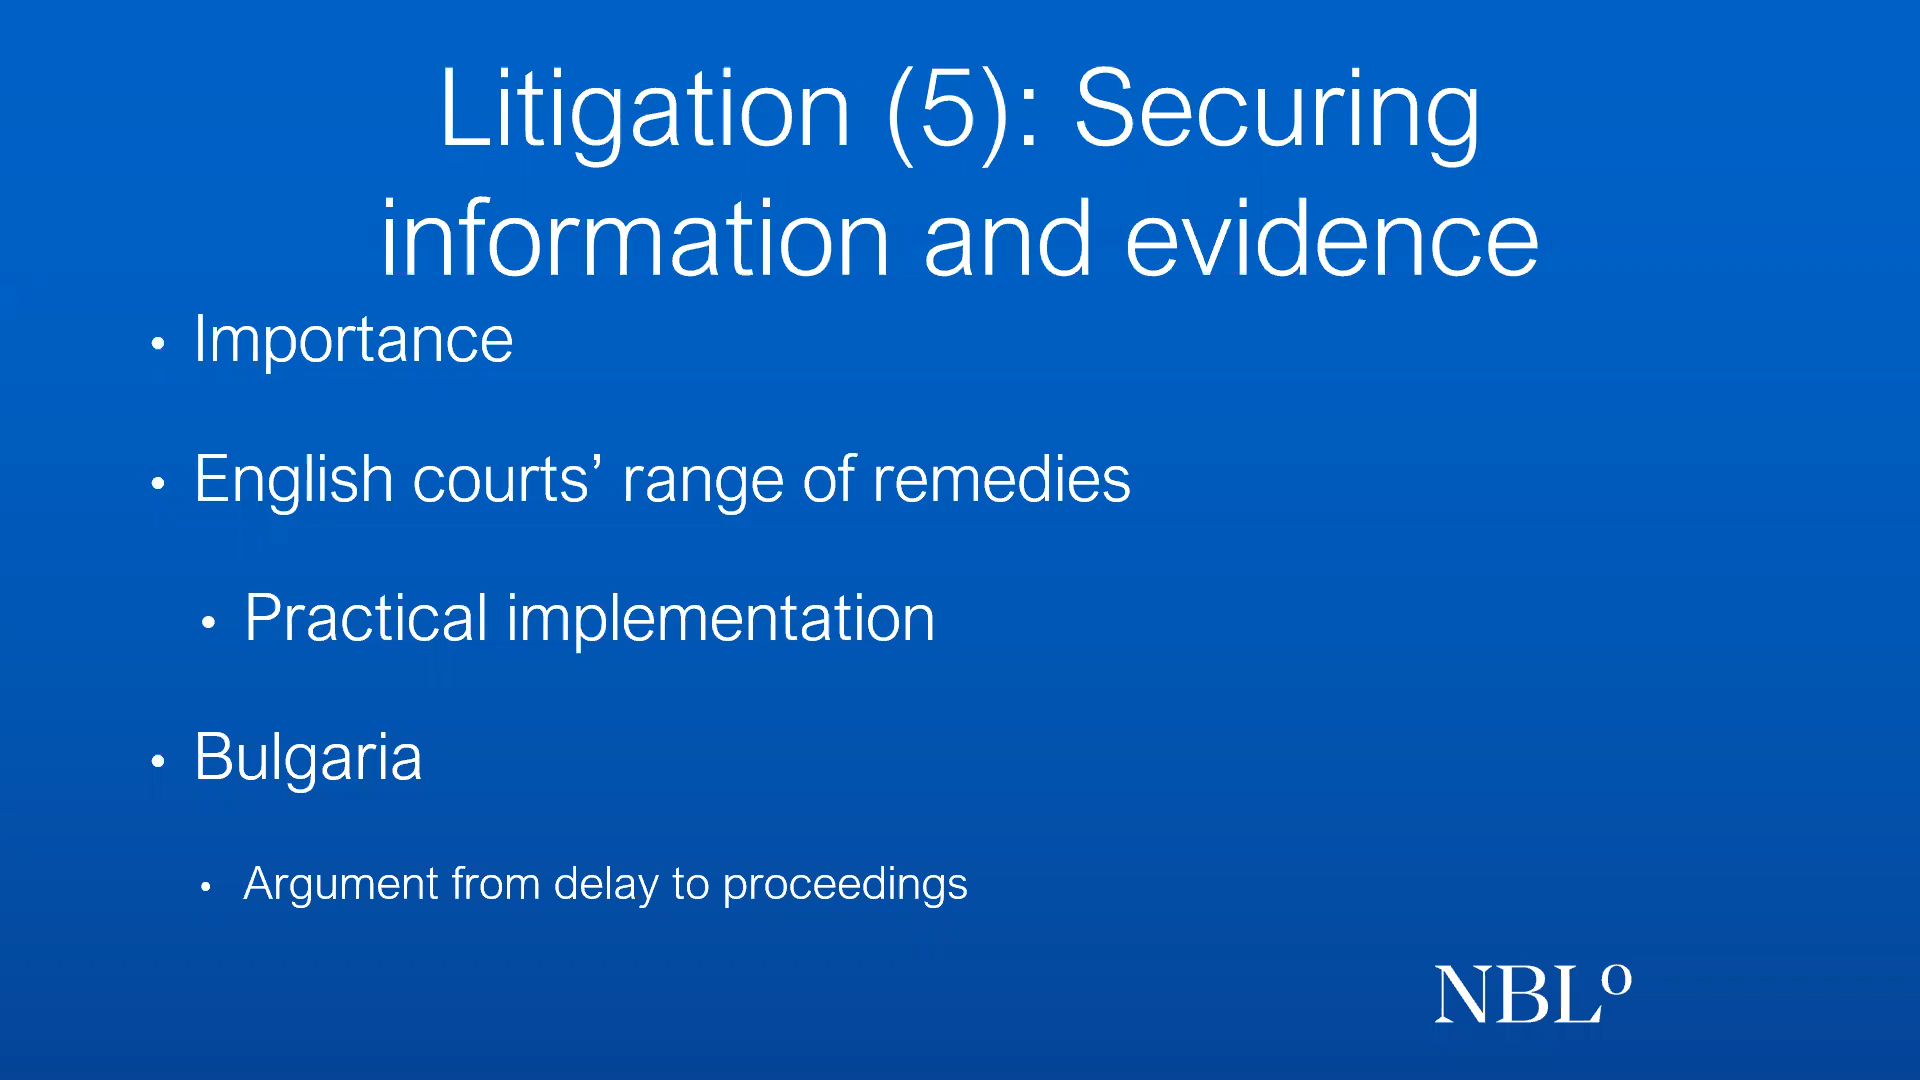 Litigation (5): Securing
information and evidence
• Importance
• English courts’ range of remedies
• Practical implementation
• Bulgaria
• Argument from delay to proceedings
NBLº